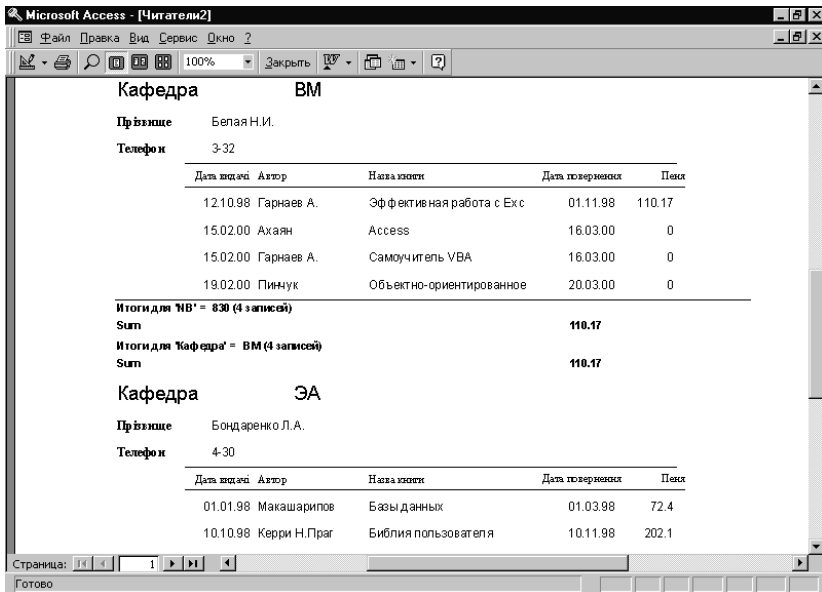 Microsoft Access - [Читатели2]
Файл Правка Вид Сервис Окно ?
100% Закрыть
Кафедра ВМ
Прізвище Белая Н.И.
Телефон 3-32
Дата видачі Автор Назва книги Дата повернення Пеня
12.10.98 Гарнаев А. Эффективная работа с Exc 01.11.98 110.17
15.02.00 Ахаян Access 16.03.00 0
15.02.00 Гарнаев А. Самоучитель VBA 16.03.00 0
19.02.00 Пинчук Объектно-ориентированное 20.03.00 0
Итоги для 'NB' = 830 (4 записей)
Sum 110.17
Итоги для 'Кафедра' = ВМ (4 записей)
Sum 110.17
Кафедра ЭА
Прізвище Бондаренко Л.А.
Телефон 4-30
Дата видачі Автор Назва книги Дата повернення Пеня
01.01.98 Макашарипов Базы данных 01.03.98 72.4
10.10.98 Керри Н.Праг Библия пользователя 10.11.98 202.1
Страница: 1
Готово